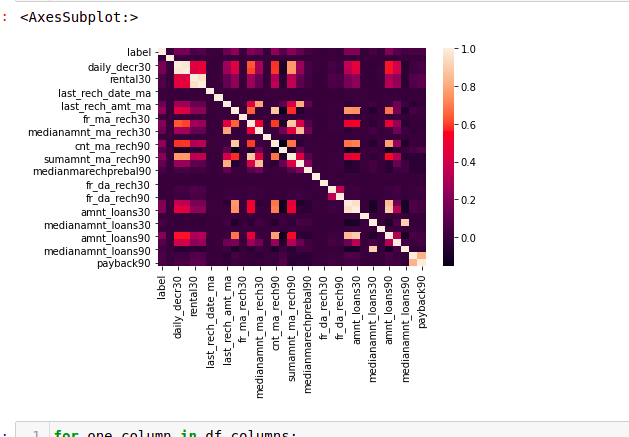 : <AxesSubplot:>
label
daily_decr30
rental30
last_rech_date_ma
last_rech_amt_ma
fr_ma_rech30
medianamnt_ma_rech30
cnt_ma_rech90
sumamnt_ma_rech90
medianmarechprebal90
fr_da_rech30
fr_da_rech90
amnt_loans30
medianamnt_loans30
amnt_loans90
medianamnt_loans90
payback90
1.0
0.8
0.6
0.4
0.2
0.0
label
daily_decr30
rental30
last_rech_date_ma
last_rech_amt_ma
fr_ma_rech30
medianamnt_ma_rech30
cnt_ma_rech90
sumamnt_ma_rech90
medianmarechprebal90
fr_da_rech30
fr_da_rech90
amnt_loans30
medianamnt_loans30
amnt_loans90
medianamnt_loans90
payback90
: 1 for one_column in df.columns: